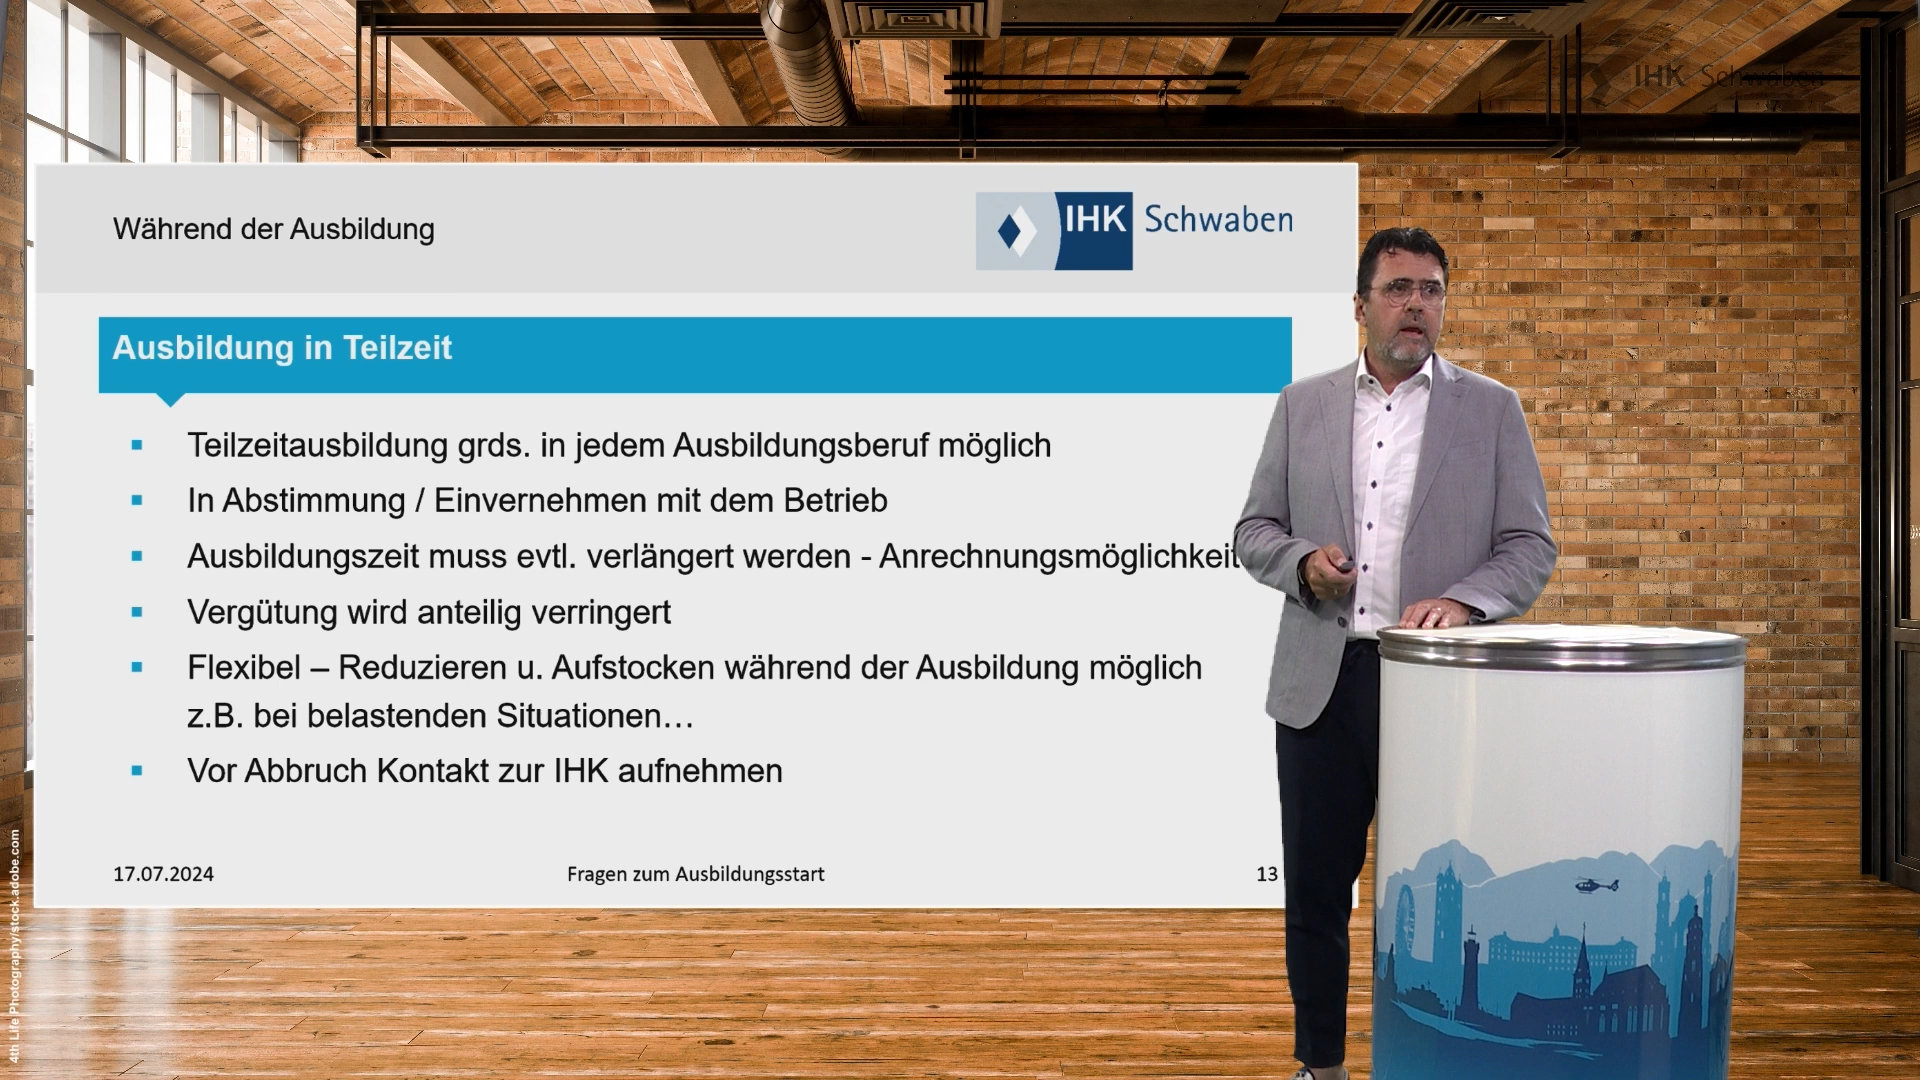 IHK Schwaben
Während der Ausbildung
IHK Schwaben
Ausbildung in Teilzeit
▪ Teilzeitausbildung grds. in jedem Ausbildungsberuf möglich
▪ In Abstimmung / Einvernehmen mit dem Betrieb
▪ Ausbildungszeit muss evtl. verlängert werden - Anrechnungsmöglichkeit
▪ Vergütung wird anteilig verringert
▪ Flexibel – Reduzieren u. Aufstocken während der Ausbildung möglich
z.B. bei belastenden Situationen…
▪ Vor Abbruch Kontakt zur IHK aufnehmen
17.07.2024 Fragen zum Ausbildungsstart 13
4th Life Photography/stock.adobe.com